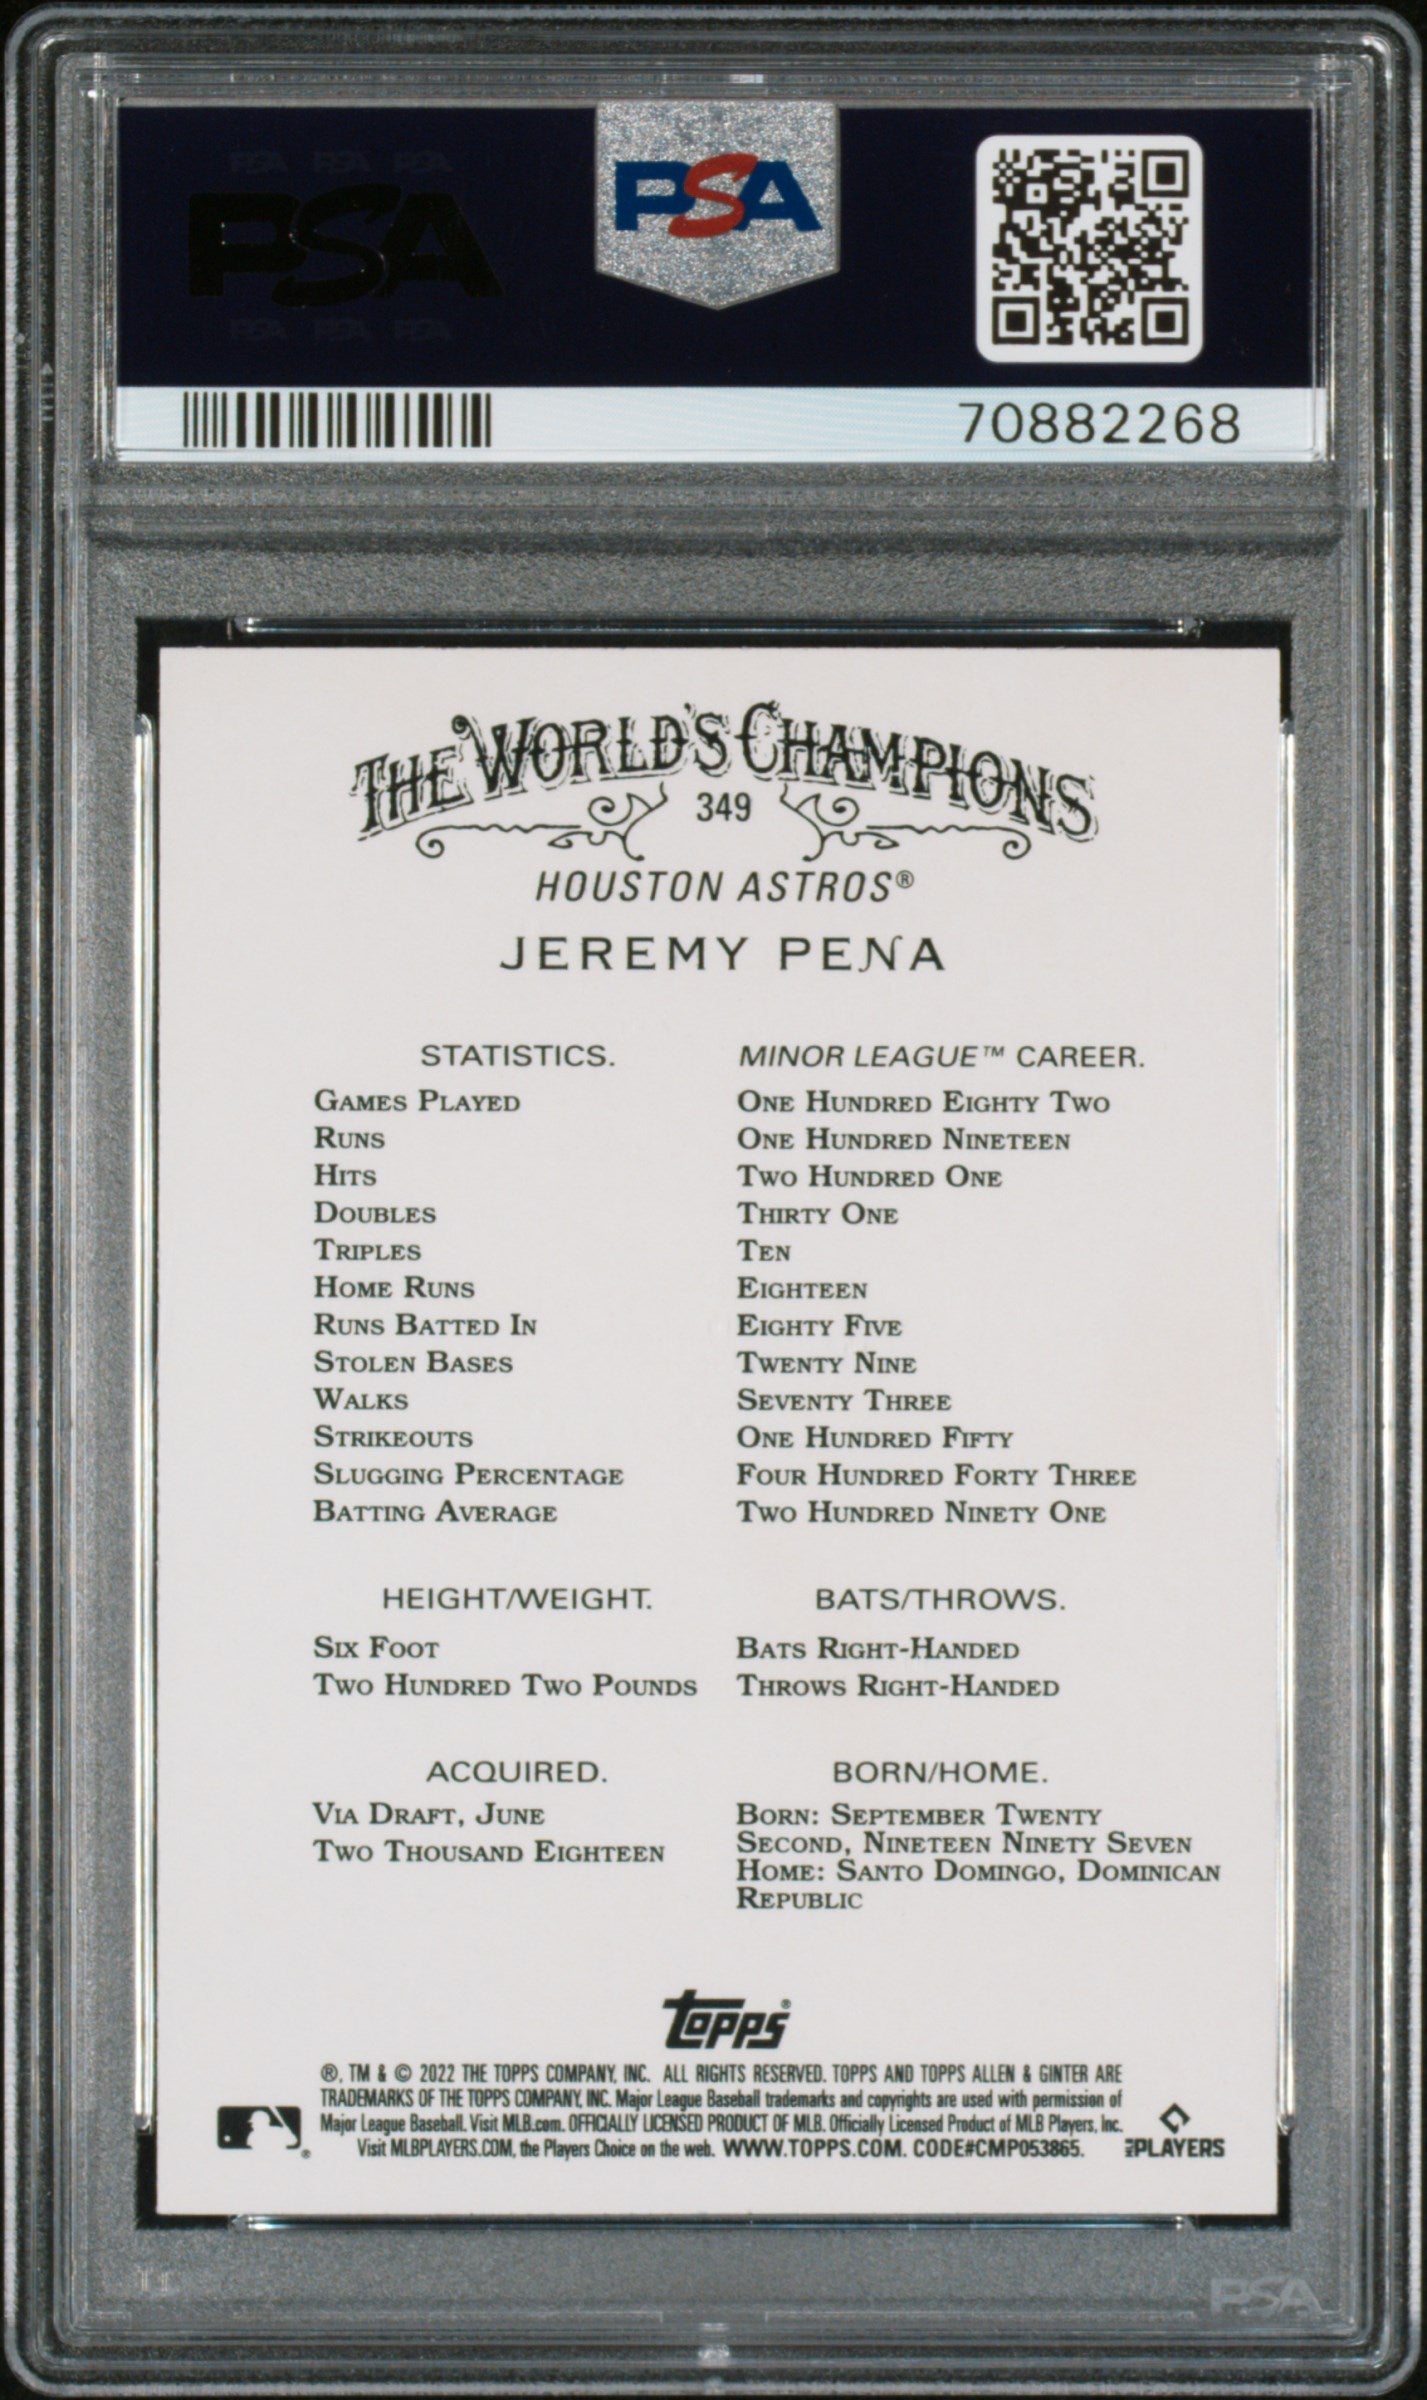 PSA PSA PSA
PSA
PSA PSA PSA
PSA
70882268
THE WORLD'S CHAMPIONS
349
HOUSTON ASTROS®
JEREMY PENA
STATISTICS. MINOR LEAGUE™ CAREER.
GAMES PLAYED ONE HUNDRED EIGHTY TWO
RUNS ONE HUNDRED NINETEEN
HITS TWO HUNDRED ONE
DOUBLES THIRTY ONE
TRIPLES TEN
HOME RUNS EIGHTEEN
RUNS BATTED IN EIGHTY FIVE
STOLEN BASES TWENTY NINE
WALKS SEVENTY THREE
STRIKEOUTS ONE HUNDRED FIFTY
SLUGGING PERCENTAGE FOUR HUNDRED FORTY THREE
BATTING AVERAGE TWO HUNDRED NINETY ONE
HEIGHT/WEIGHT. BATS/THROWS.
SIX FOOT BATS RIGHT-HANDED
TWO HUNDRED TWO POUNDS THROWS RIGHT-HANDED
ACQUIRED.
VIA DRAFT, JUNE
TWO THOUSAND EIGHTEEN
BORN/HOME.
BORN: SEPTEMBER TWENTY
SECOND, NINETEEN NINETY SEVEN
HOME: SANTO DOMINGO, DOMINICAN
REPUBLIC
Topps®
®, TM & © 2022 THE TOPPS COMPANY, INC. ALL RIGHTS RESERVED. TOPPS AND TOPPS ALLEN & GINTER ARE
TRADEMARKS OF THE TOPPS COMPANY, INC. Major League Baseball trademarks and copyrights are used with permission of
Major League Baseball. Visit MLB.com. OFFICIALLY LICENSED PRODUCT OF MLB. Officially Licensed Product of MLB Players, Inc.
Visit MLBPLAYERS.COM, the Players Choice on the web. WWW.TOPPS.COM. CODE#CMP053865.
®
MLB PLAYERS
PSA